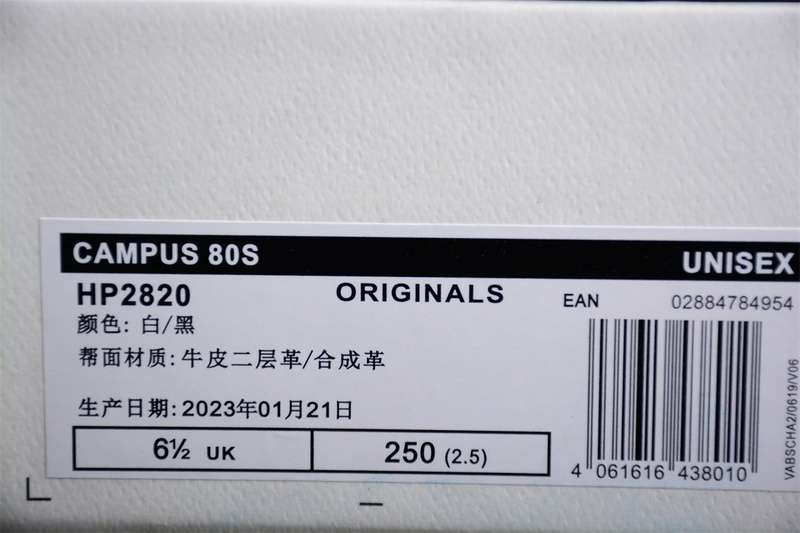 CAMPUS 80S
UNISEX
HP2820
ORIGINALS
EAN
02884784954
颜色: 白/黑
帮面材质: 牛皮二层革/合成革
生产日期: 2023年01月21日
6½ UK
250 (2.5)
4 061616 438010
VABSCHA2/0619/V06